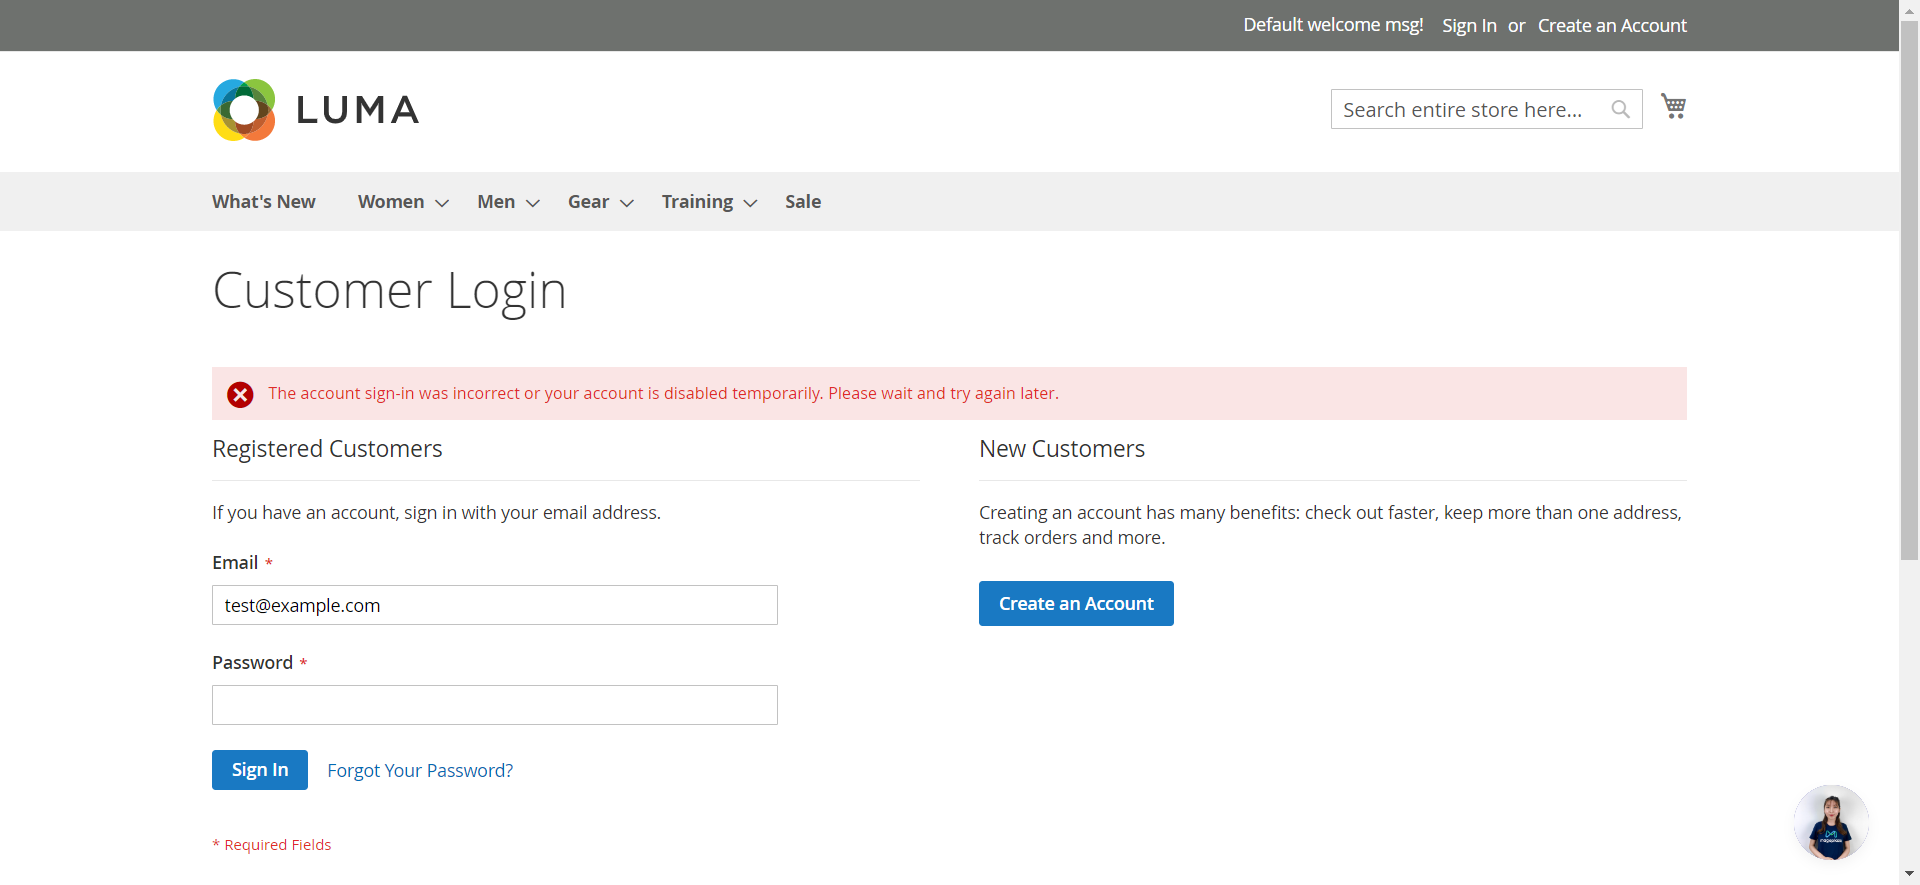 Default welcome msg! Sign In or Create an Account
LUMA
Search entire store here...
What's New Women Men Gear Training Sale
Customer Login
The account sign-in was incorrect or your account is disabled temporarily. Please wait and try again later.
Registered Customers
If you have an account, sign in with your email address.
Email *
test@example.com
Password *
Sign In Forgot Your Password?
* Required Fields
New Customers
Creating an account has many benefits: check out faster, keep more than one address,
track orders and more.
Create an Account